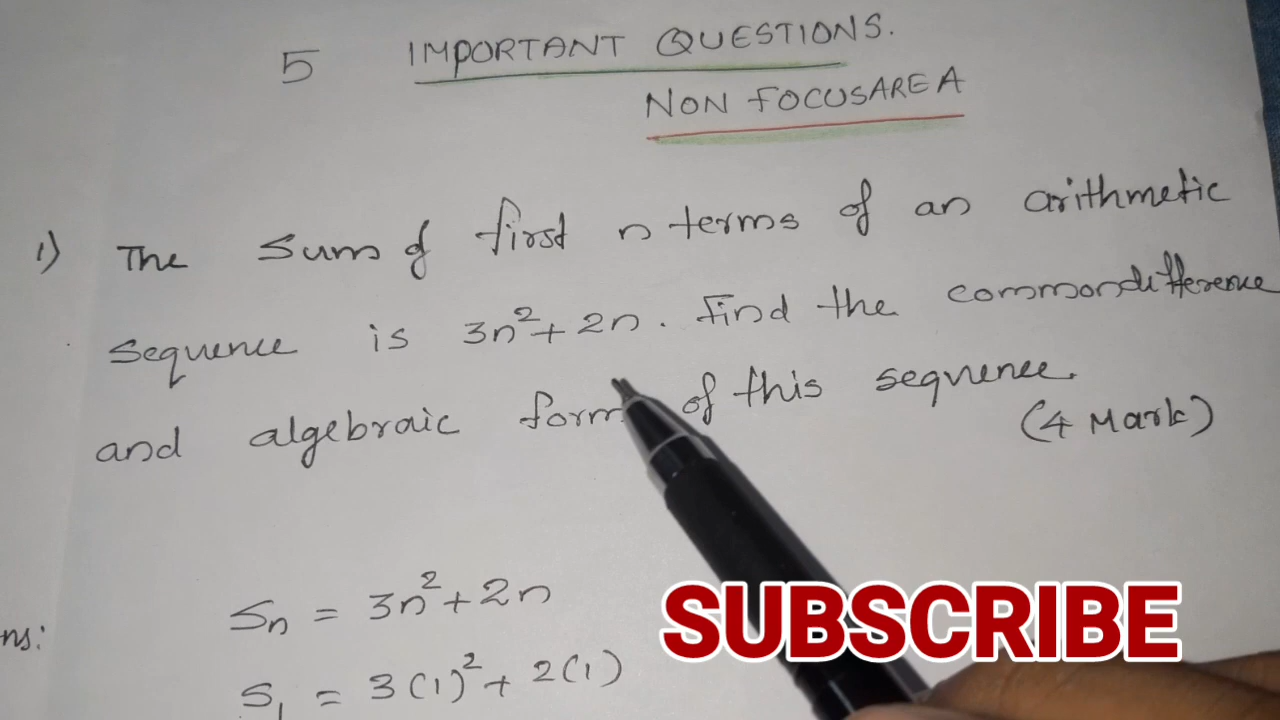 5 IMPORTANT QUESTIONS.
NON FOCUSAREA
1) The sum of first n terms of an arithmetic
sequence is 3n²+2n. Find the commondifference
and algebraic form of this sequence.
(4 Mark)
ns: Sn = 3n²+2n
S₁ = 3(1)²+2(1)
SUBSCRIBE